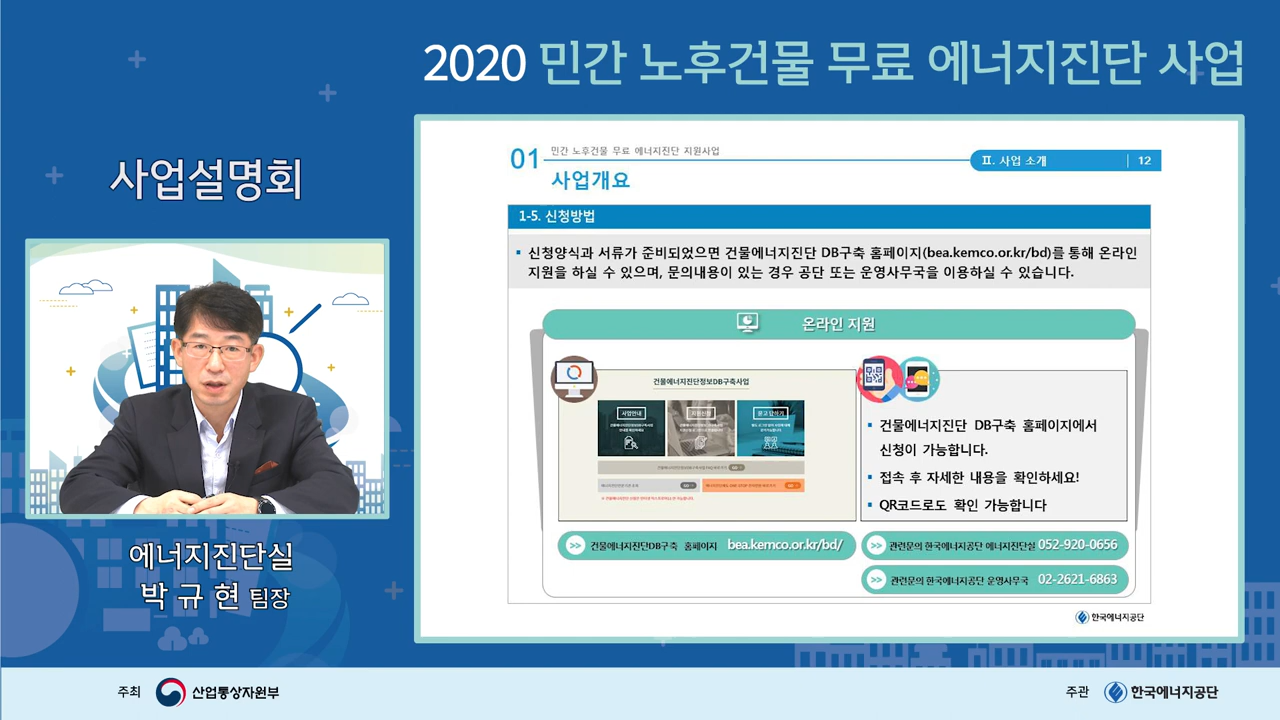 2020 민간 노후건물 무료 에너지진단 사업
사업설명회
에너지진단실
박 규 현 팀장
01
민간 노후건물 무료 에너지진단 지원사업
사업개요
Ⅱ. 사업 소개
12
1-5. 신청방법
▪ 신청양식과 서류가 준비되었으면 건물에너지진단 DB구축 홈페이지(bea.kemco.or.kr/bd)를 통해 온라인
지원을 하실 수 있으며, 문의내용이 있는 경우 공단 또는 운영사무국을 이용하실 수 있습니다.
온라인 지원
건물에너지진단정보DB구축사업
사업안내
지원신청
묻고 답하기
▪ 건물에너지진단 DB구축 홈페이지에서
신청이 가능합니다.
▪ 접속 후 자세한 내용을 확인하세요!
▪ QR코드로도 확인 가능합니다
건물에너지진단DB구축 홈페이지 bea.kemco.or.kr/bd/
관련문의 한국에너지공단 에너지진단실 052-920-0656
관련문의 한국에너지공단 운영사무국 02-2621-6863
한국에너지공단
주최 산업통상자원부
주관 한국에너지공단